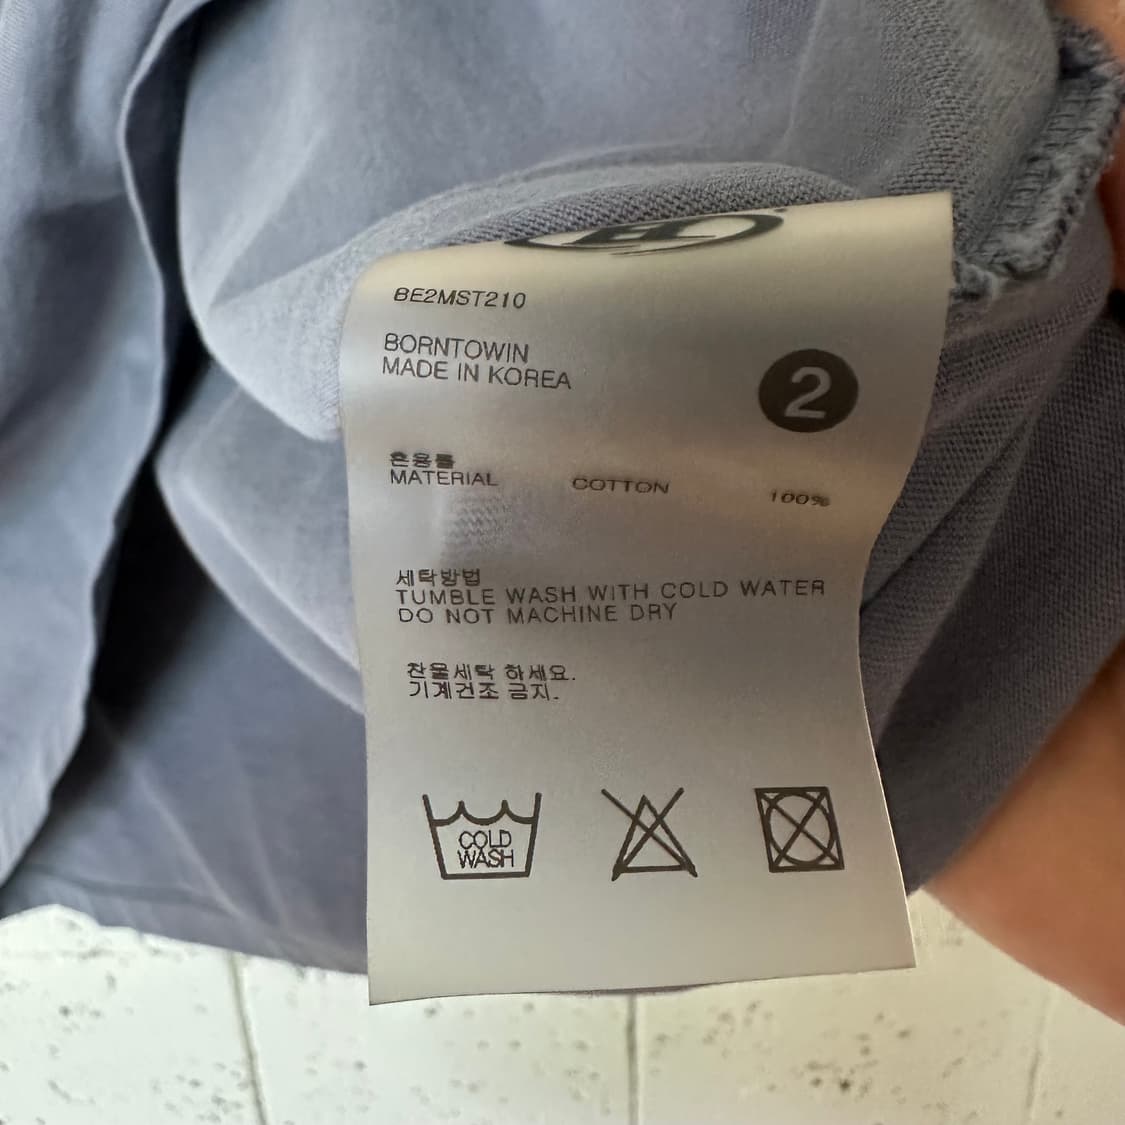 BE2MST210
BORNTOWIN
MADE IN KOREA
2
혼용률
MATERIAL COTTON 100%
세탁방법
TUMBLE WASH WITH COLD WATER
DO NOT MACHINE DRY
찬물세탁 하세요.
기계건조 금지.
COLD
WASH